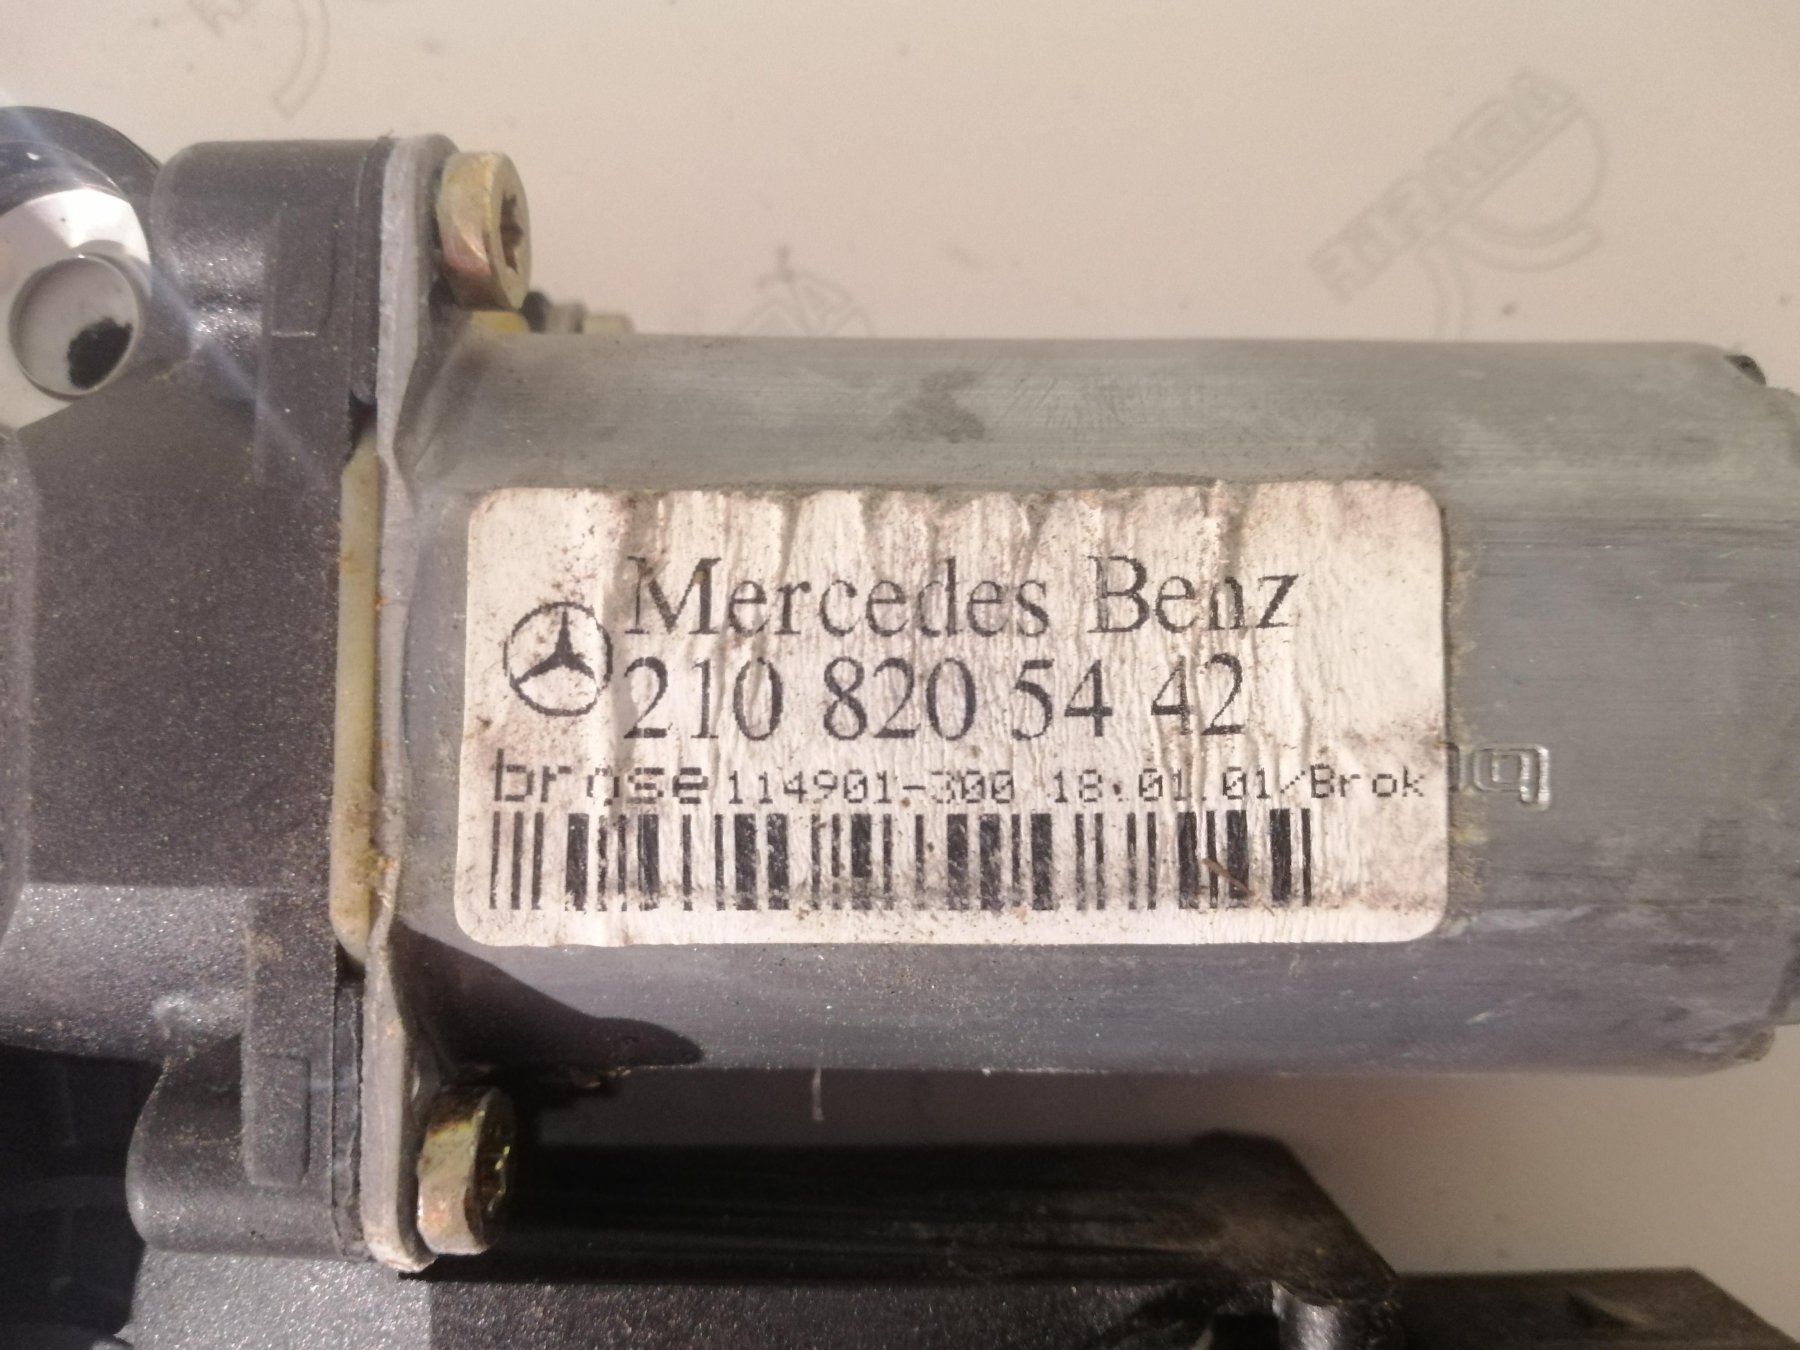 Mercedes Benz
210 820 54 42
brose 114901-300 18.01.01/Brok